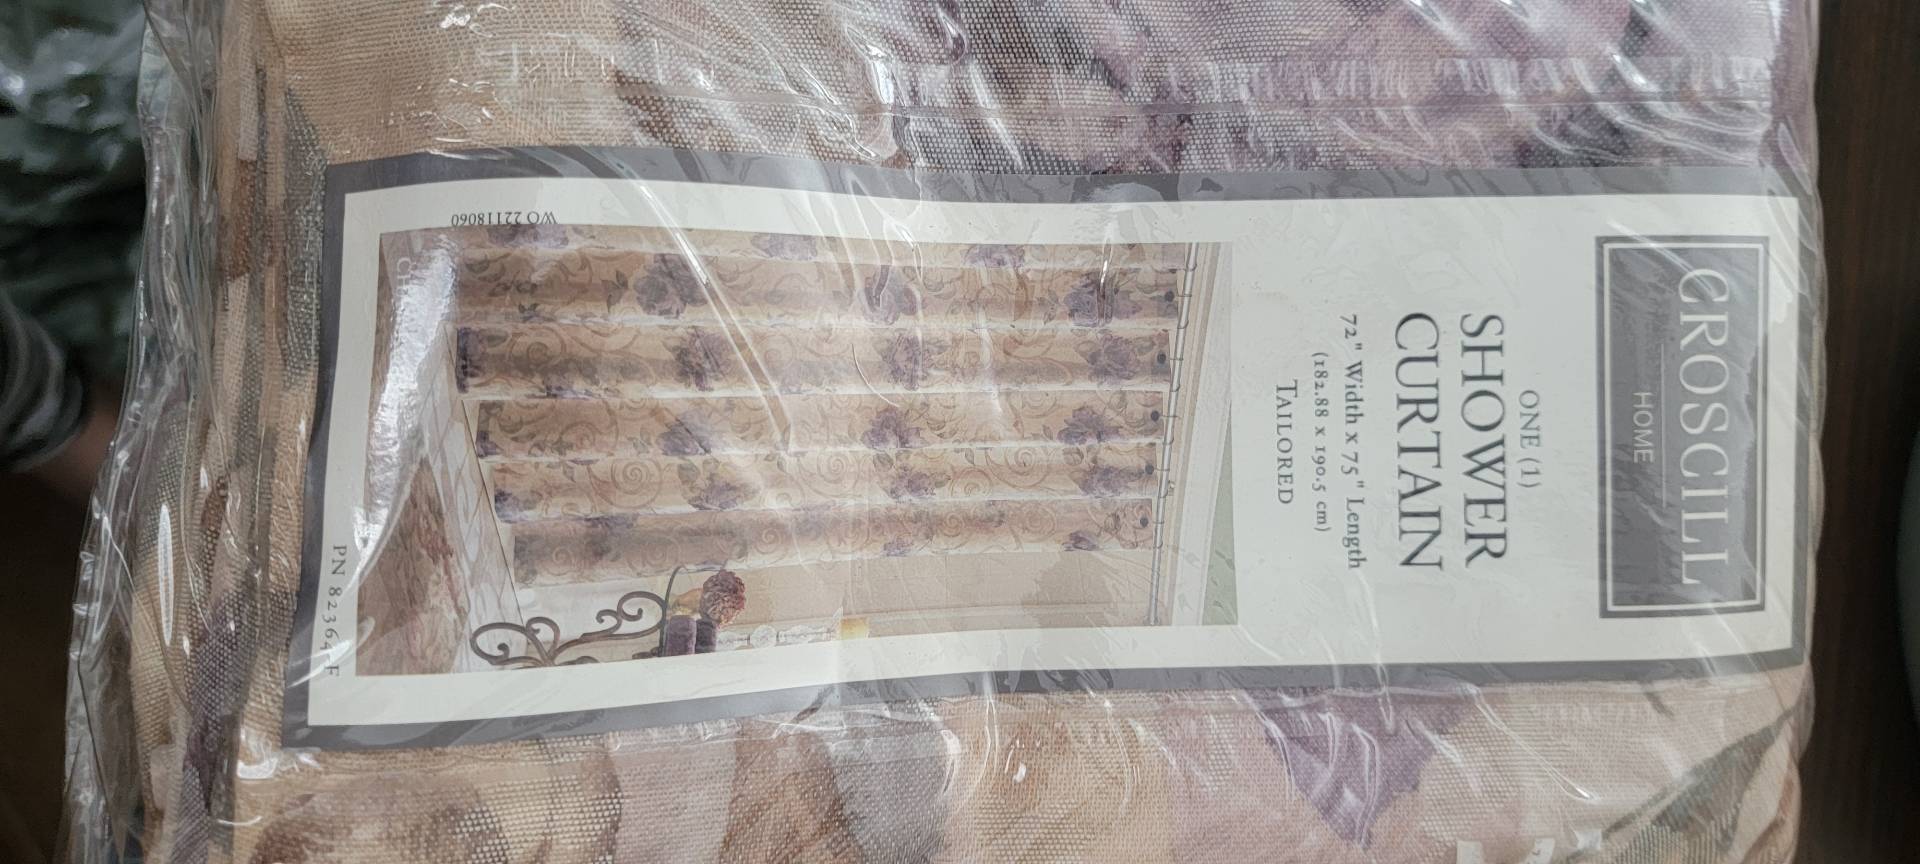 CROSCILL
HOME
ONE (1)
SHOWER
CURTAIN
72" Width x 75" Length
(182.88 x 190.5 cm)
TAILORED
WO 22118060
PN 82364-F